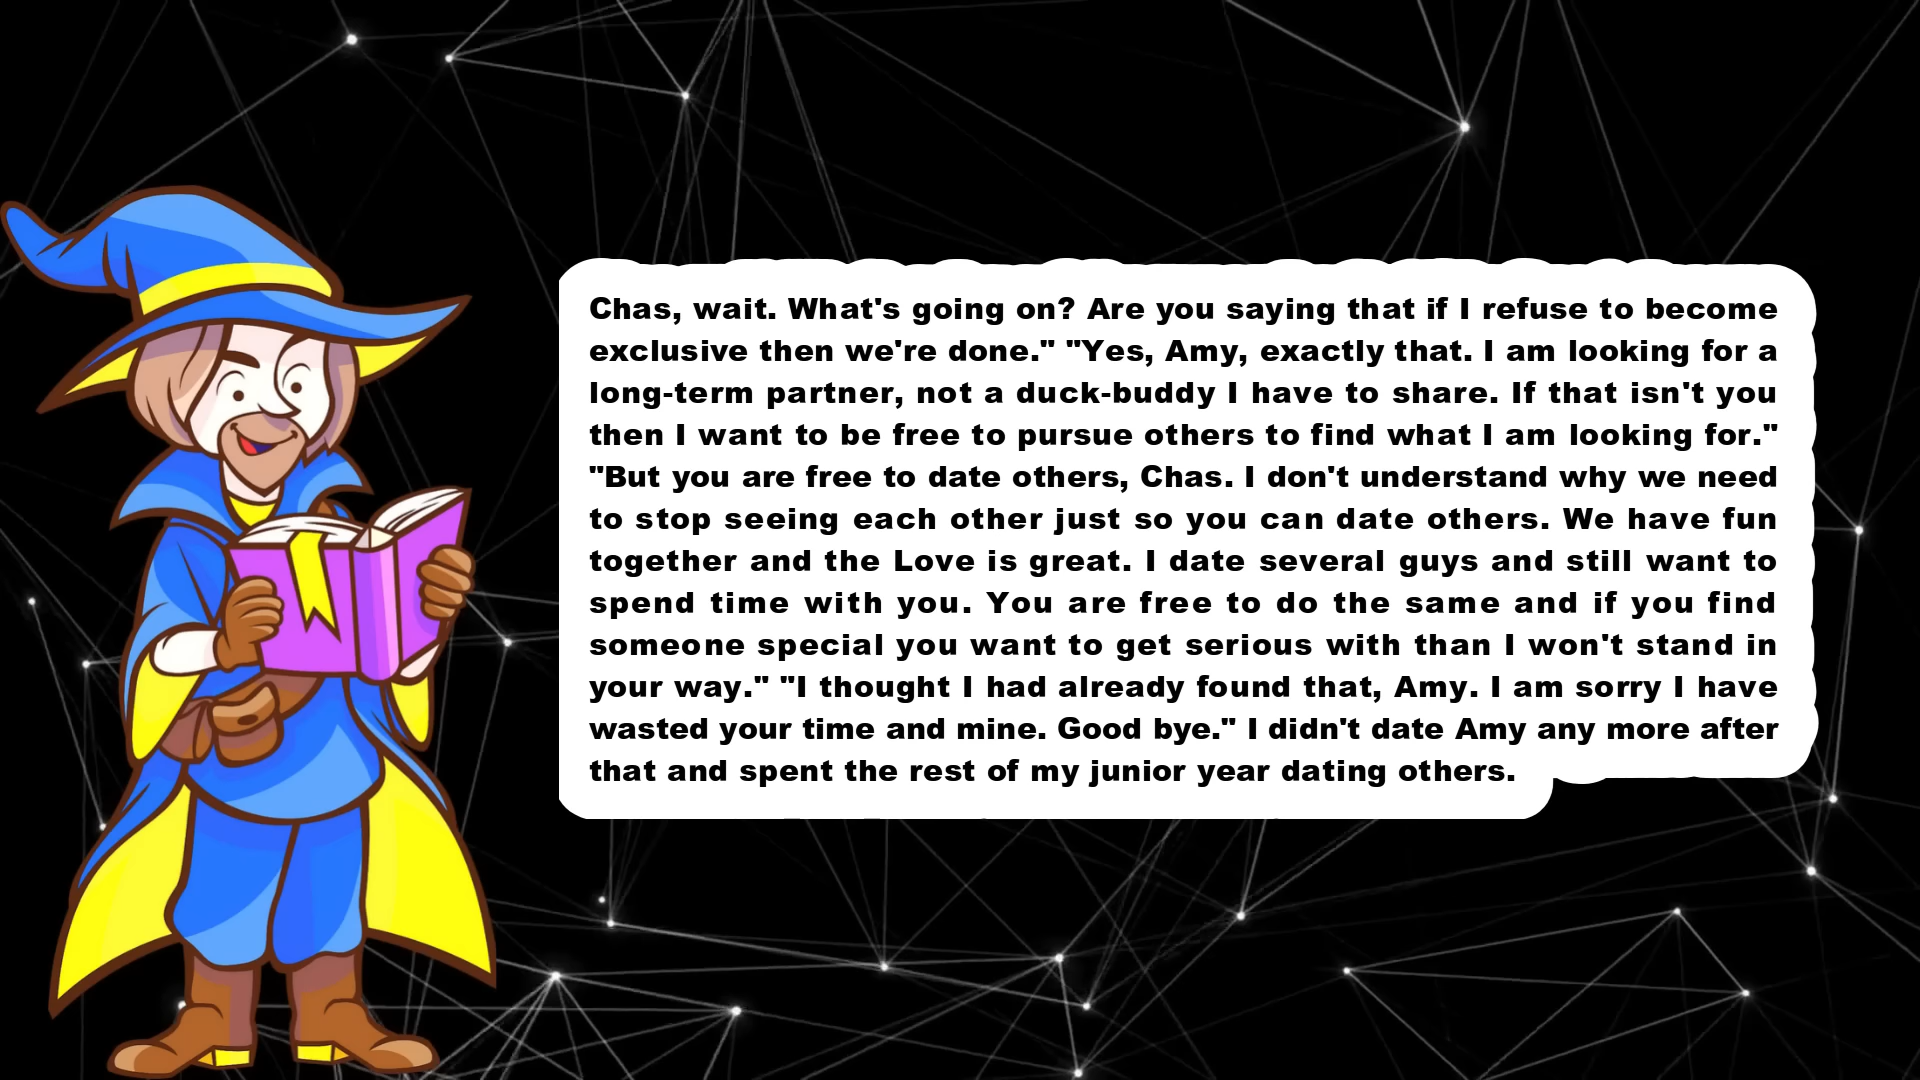 Chas, wait. What's going on? Are you saying that if I refuse to become
exclusive then we're done." "Yes, Amy, exactly that. I am looking for a
long-term partner, not a duck-buddy I have to share. If that isn't you
then I want to be free to pursue others to find what I am looking for."
"But you are free to date others, Chas. I don't understand why we need
to stop seeing each other just so you can date others. We have fun
together and the Love is great. I date several guys and still want to
spend time with you. You are free to do the same and if you find
someone special you want to get serious with than I won't stand in
your way." "I thought I had already found that, Amy. I am sorry I have
wasted your time and mine. Good bye." I didn't date Amy any more after
that and spent the rest of my junior year dating others.